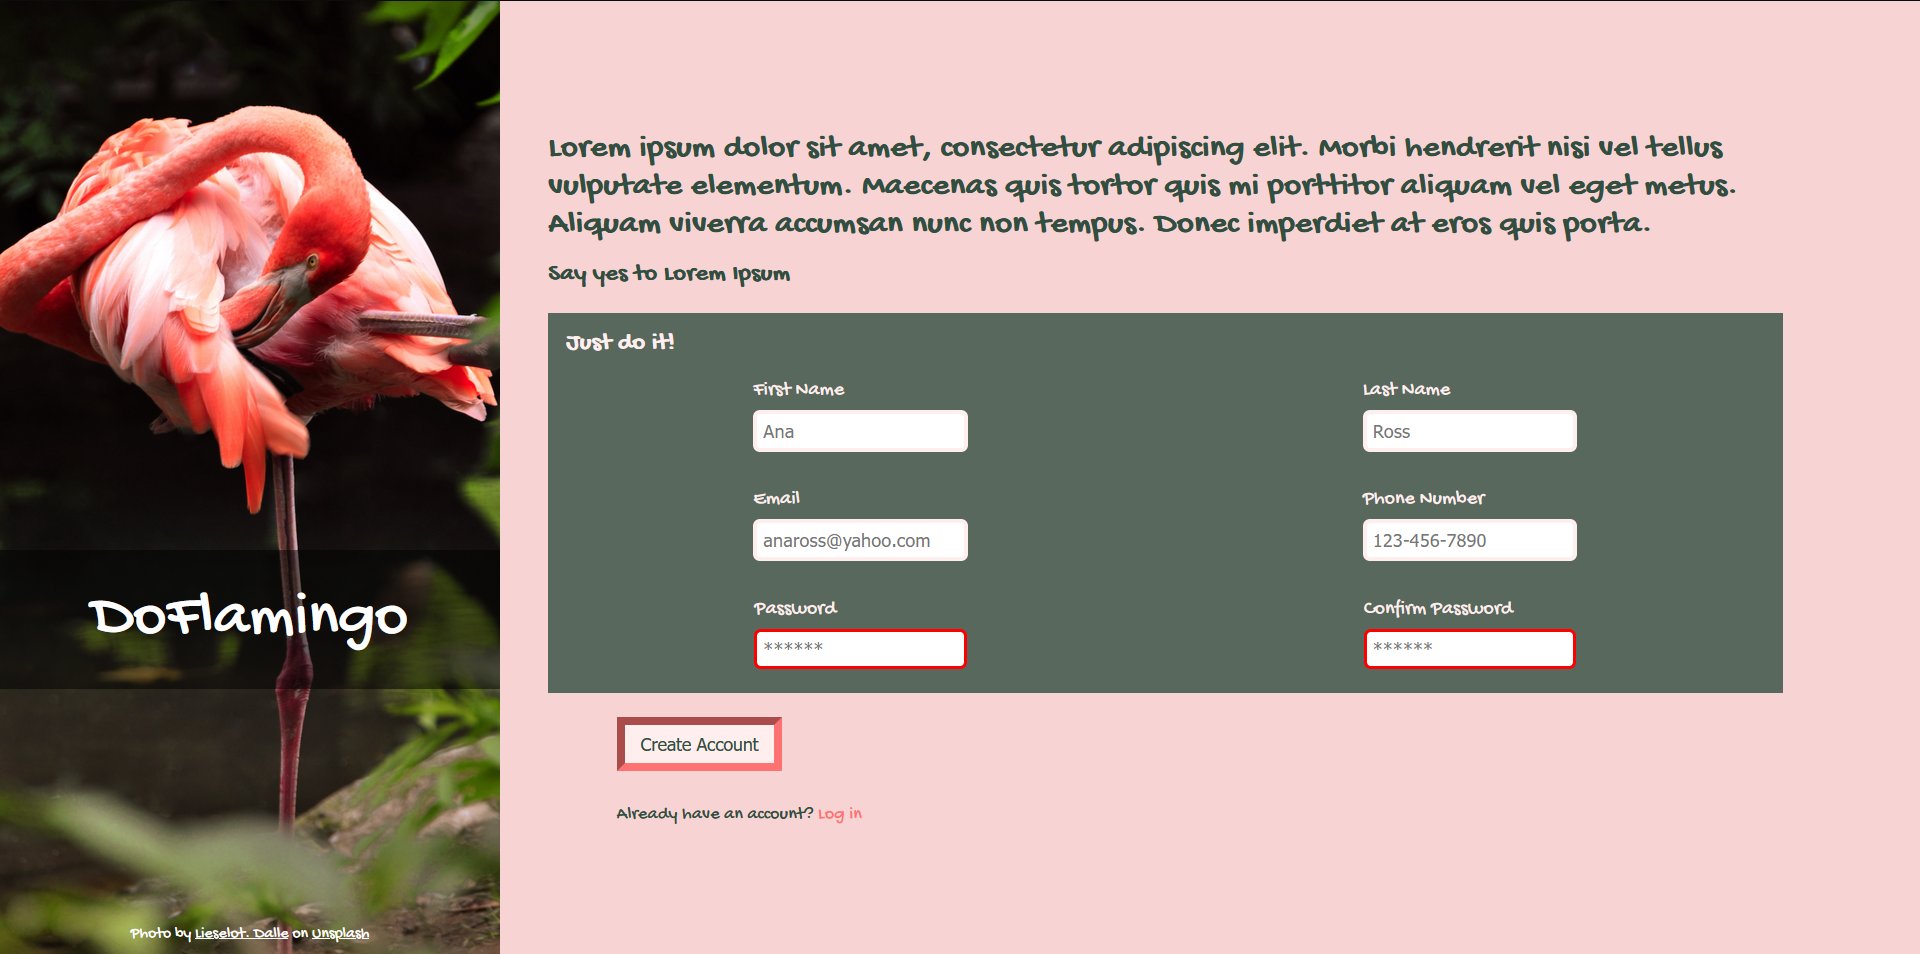 DoFlamingo
Photo by Lieselot. Dalle on Unsplash
Lorem ipsum dolor sit amet, consectetur adipiscing elit. Morbi hendrerit nisi vel tellus
vulputate elementum. Maecenas quis tortor quis mi porttitor aliquam vel eget metus.
Aliquam viverra accumsan nunc non tempus. Donec imperdiet at eros quis porta.
Say yes to Lorem Ipsum
Just do it!
First Name
Last Name
Ana
Ross
Email
Phone Number
anaross@yahoo.com
123-456-7890
Password
Confirm Password
******
******
Create Account
Already have an account? Log in